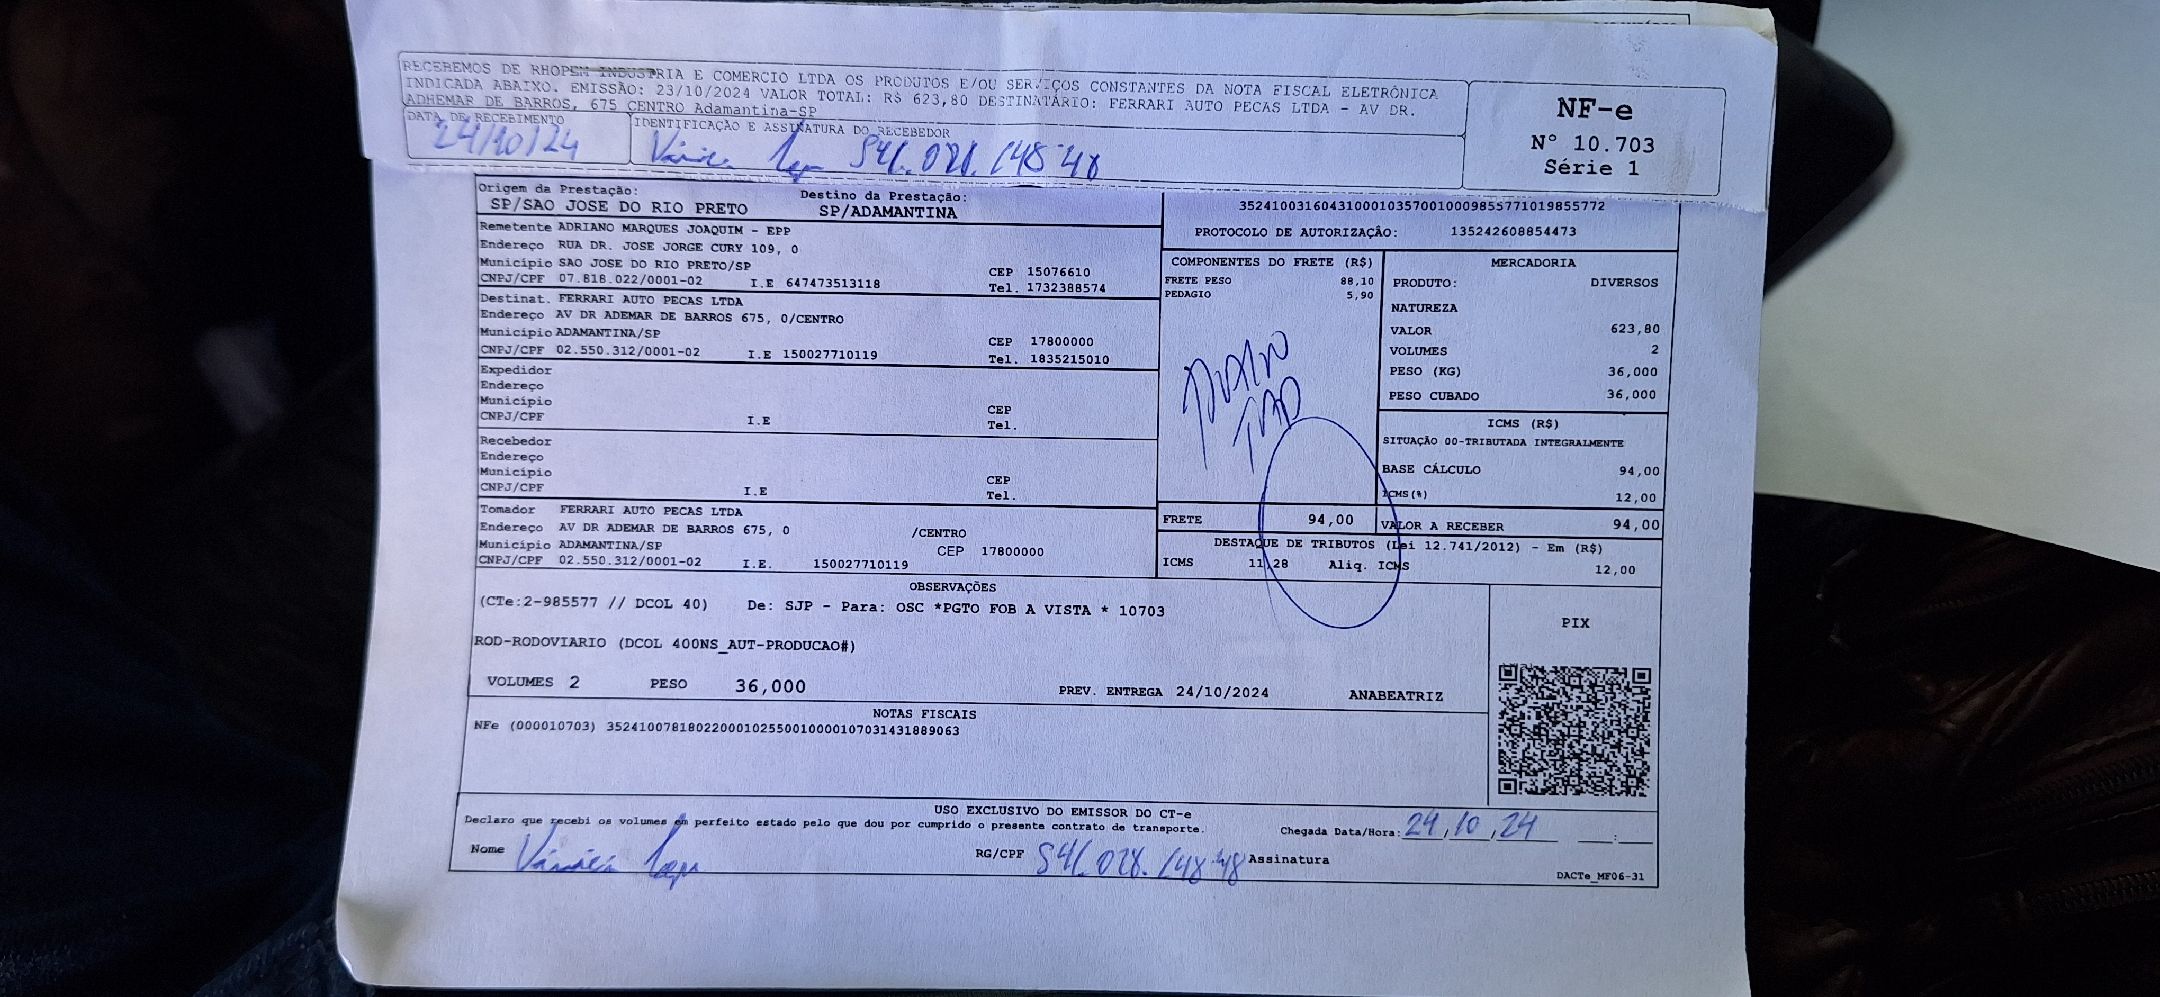 RECEBEMOS DE RHOPEM INDUSTRIA E COMERCIO LTDA OS PRODUTOS E/OU SERVIÇOS CONSTANTES DA NOTA FISCAL ELETRÔNICA
INDICADA ABAIXO. EMISSÃO: 23/10/2024 VALOR TOTAL: R$ 623,80 DESTINATÁRIO: FERRARI AUTO PECAS LTDA - AV DR.
ADHEMAR DE BARROS, 675 CENTRO Adamantina-SP
DATA DE RECEBIMENTO
24/10/24
IDENTIFICAÇÃO E ASSINATURA DO RECEBEDOR
541.028.148-48
NF-e
Nº 10.703
Série 1
Origem da Prestação:
SP/SAO JOSE DO RIO PRETO
Destino da Prestação:
SP/ADAMANTINA
Remetente ADRIANO MARQUES JOAQUIM - EPP
Endereço RUA DR. JOSE JORGE CURY 109, 0
Município SAO JOSE DO RIO PRETO/SP
CEP 15076610
CNPJ/CPF 07.818.022/0001-02 I.E 647473513118
Tel. 1732388574
Destinat. FERRARI AUTO PECAS LTDA
Endereço AV DR ADEMAR DE BARROS 675, 0/CENTRO
Município ADAMANTINA/SP
CEP 17800000
CNPJ/CPF 02.550.312/0001-02 I.E 150027710119
Tel. 1835215010
Expedidor
Endereço
Município
CEP
CNPJ/CPF I.E
Tel.
Recebedor
Endereço
Município
CEP
CNPJ/CPF I.E
Tel.
Tomador FERRARI AUTO PECAS LTDA
Endereço AV DR ADEMAR DE BARROS 675, 0 /CENTRO
Município ADAMANTINA/SP CEP 17800000
CNPJ/CPF 02.550.312/0001-02 I.E. 150027710119
35241003160431000103570010009855771019855772
PROTOCOLO DE AUTORIZAÇÃO: 135242608854473
COMPONENTES DO FRETE (R$)
FRETE PESO 88,10
PEDAGIO 5,90
FRETE 94,00
MERCADORIA
PRODUTO: DIVERSOS
NATUREZA
VALOR 623,80
VOLUMES 2
PESO (KG) 36,000
PESO CUBADO 36,000
ICMS (R$)
SITUAÇÃO 00-TRIBUTADA INTEGRALMENTE
BASE CÁLCULO 94,00
ICMS(%) 12,00
VALOR A RECEBER 94,00
DESTAQUE DE TRIBUTOS (Lei 12.741/2012) - Em (R$)
ICMS 11,28 Aliq. ICMS 12,00
OBSERVAÇÕES
(CTe:2-985577 // DCOL 40) De: SJP - Para: OSC *PGTO FOB A VISTA * 10703
ROD-RODOVIARIO (DCOL 400NS_AUT-PRODUCAO#)
VOLUMES 2 PESO 36,000 PREV. ENTREGA 24/10/2024 ANABEATRIZ
PIX
NOTAS FISCAIS
NFe (000010703) 35241007818022000102550010000107031431889063
USO EXCLUSIVO DO EMISSOR DO CT-e
Declaro que recebi os volumes em perfeito estado pelo que dou por cumprido o presente contrato de transporte.
Chegada Data/Hora: 24,10,24 ___:___
Nome
RG/CPF 541.028.148-48 Assinatura
DACTe_MF06-31